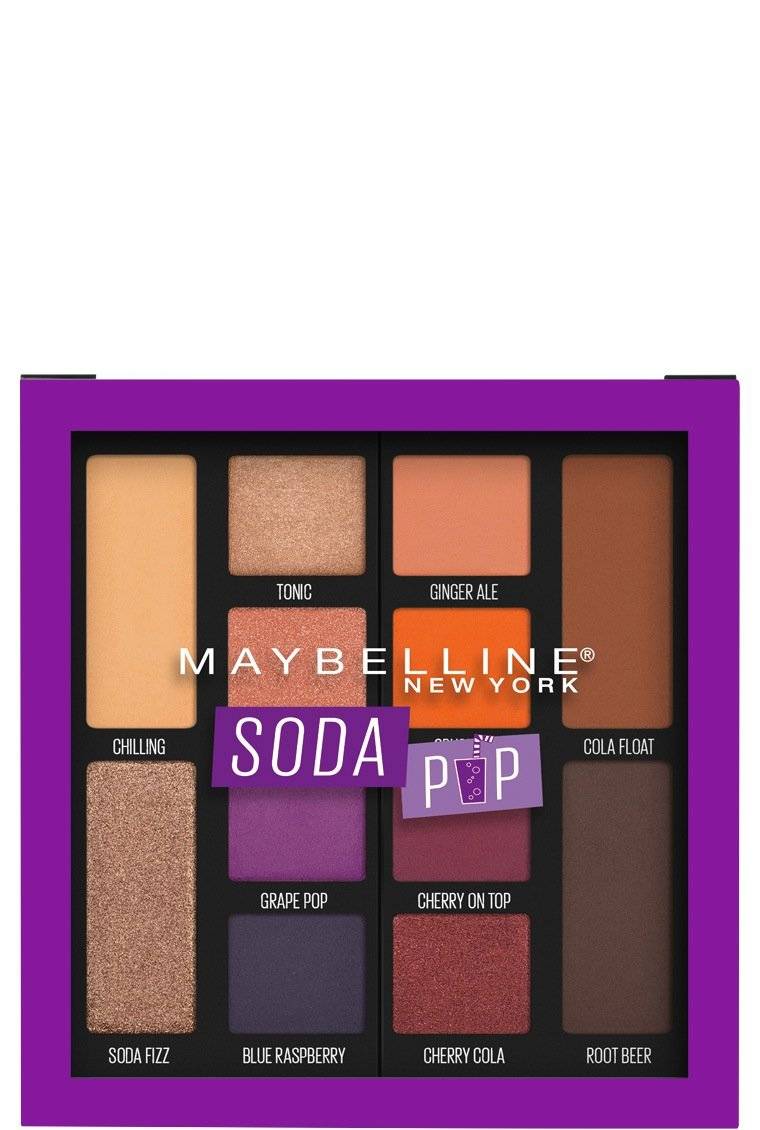 TONIC
GINGER ALE
MAYBELLINE®
NEW YORK
CHILLING
SODA
POP
COLA FLOAT
GRAPE POP
CHERRY ON TOP
SODA FIZZ
BLUE RASPBERRY
CHERRY COLA
ROOT BEER